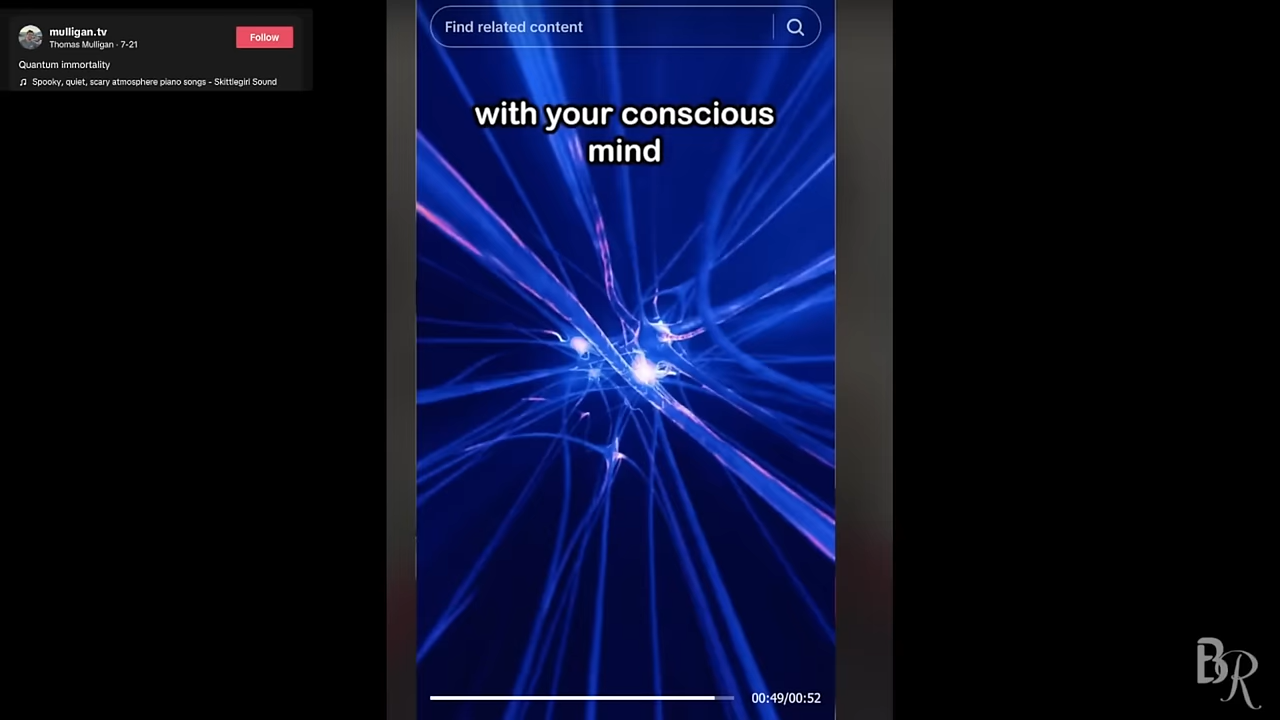 mulligan.tv
Thomas Mulligan · 7-21
Follow
Quantum immortality
♫ Spooky, quiet, scary atmosphere piano songs - Skittlegirl Sound
Find related content
with your conscious
mind
00:49/00:52
BR